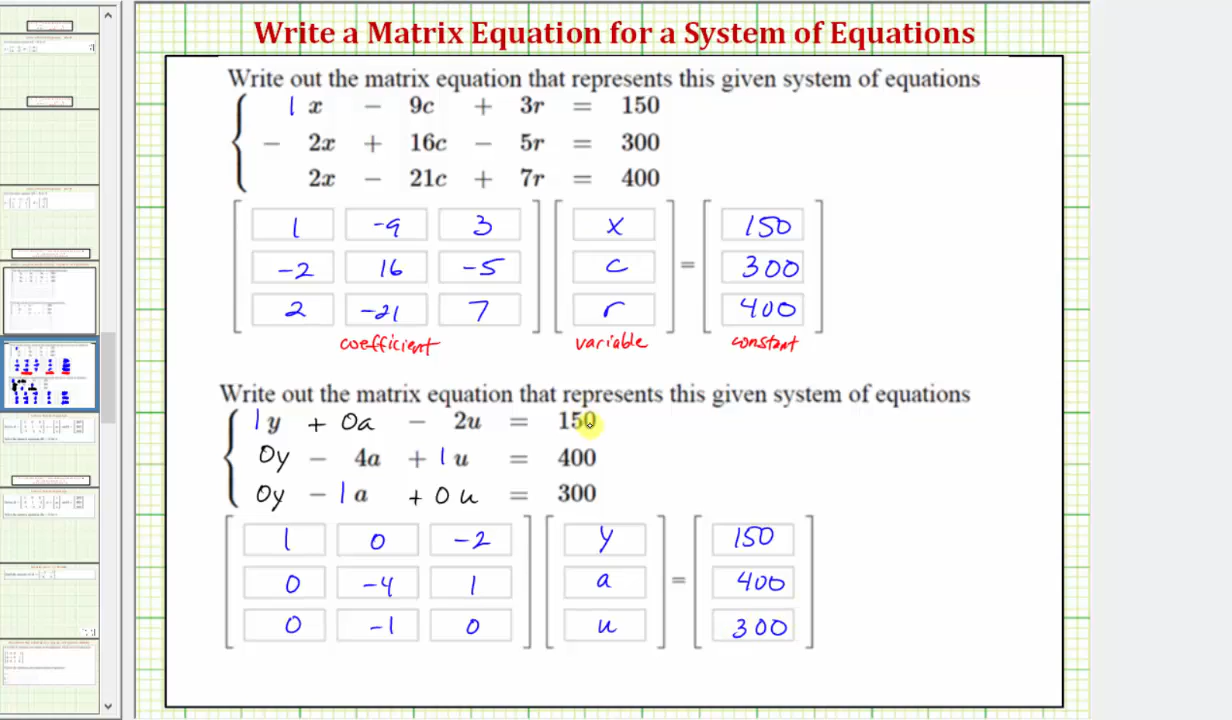 Write a Matrix Equation for a System of Equations
Write out the matrix equation that represents this given system of equations
1 x − 9c + 3r = 150
− 2x + 16c − 5r = 300
2x − 21c + 7r = 400
1 -9 3 x 150
-2 16 -5 c = 300
2 -21 7 r 400
coefficient variable constant
Write out the matrix equation that represents this given system of equations
1y + 0a − 2u = 150
0y − 4a + 1u = 400
0y − 1a + 0u = 300
1 0 -2 y 150
0 -4 1 a = 400
0 -1 0 u 300